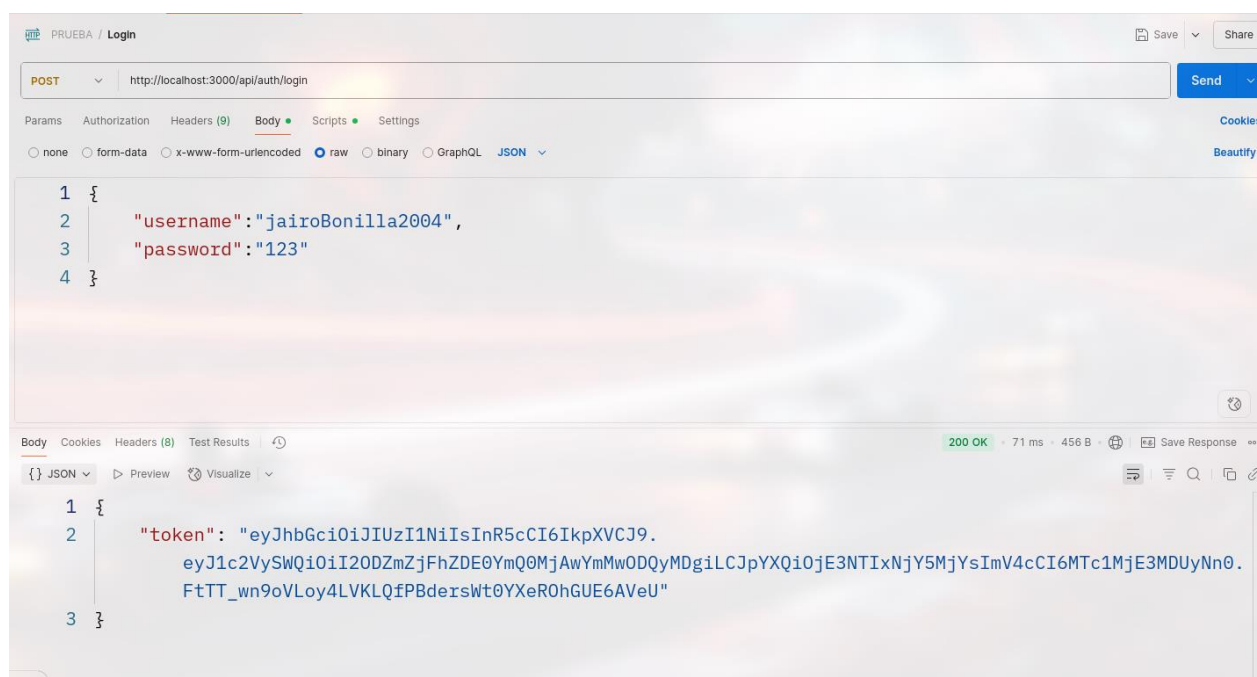 HTTP PRUEBA / Login Save Share
POST http://localhost:3000/api/auth/login Send
Params Authorization Headers (9) Body Scripts Settings Cookies
none form-data x-www-form-urlencoded raw binary GraphQL JSON Beautify
1 {
2 "username":"jairoBonilla2004",
3 "password":"123"
4 }
Body Cookies Headers (8) Test Results 200 OK 71 ms 456 B Save Response
{} JSON Preview Visualize
1 {
2 "token": "eyJhbGciOiJIUzI1NiIsInR5cCI6IkpXVCJ9.
eyJ1c2VySWQiOiI2ODZmZjFhZDE0YmQ0MjAwYmMwODQyMDgiLCJpYXQiOjE3NTIxNjY5MjYsImV4cCI6MTc1MjE3MDUyNn0.
FtTT_wn9oVLoy4LVKLQfPBdersWt0YXeROhGUE6AVeU"
3 }